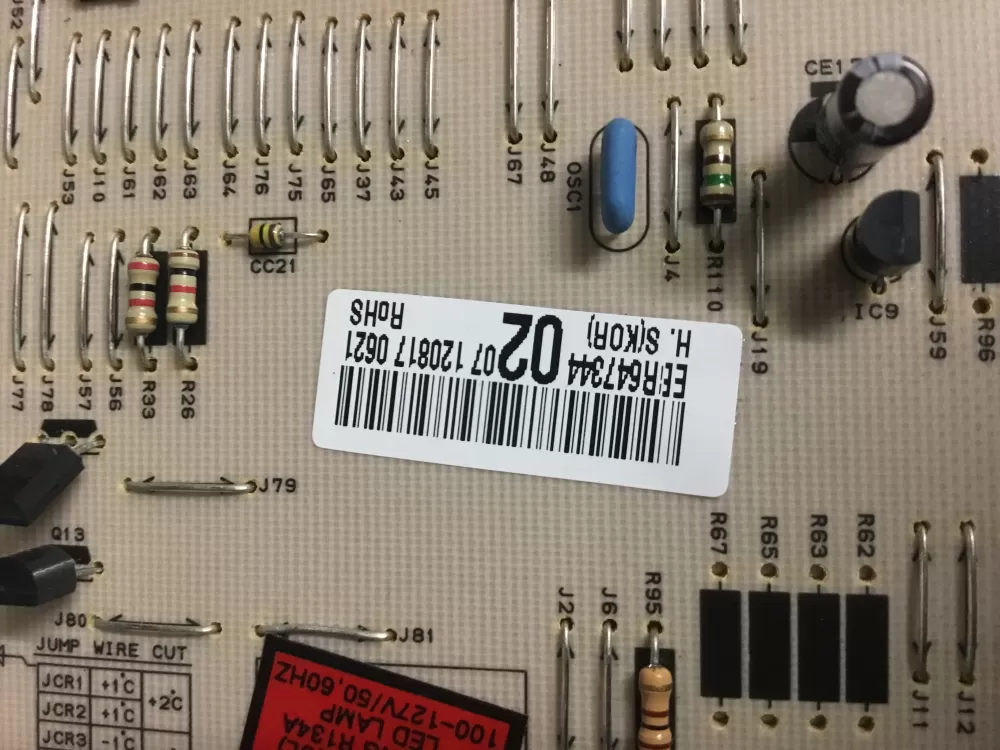 J52
J53
J10
J61
J62
J63
J64
J76
J75
J65
J37
J43
J45
J67
J48
OSC1
J4
R110
J19
IC9
J59
R96
CC21
J77
J78
J57
J56
R33
R26
RoHS
H. S(KOR)
02
07 120817 0621
J79
Q13
J80
J81
JUMP WIRE CUT
JCR1 +1°C +2°C
JCR2 +1°C
JCR3 -1°C
100~127V/50,60HZ
LED LAMP
R134A
J2
J6
R95
R67
R65
R63
R62
J11
J12